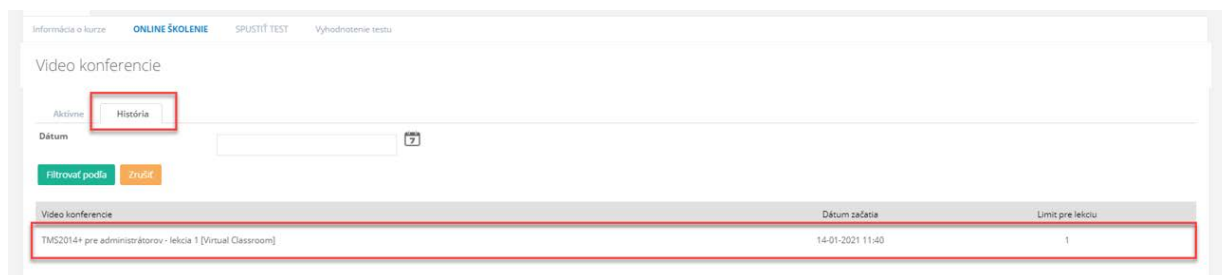 Informácia o kurze ONLINE ŠKOLENIE SPUSTIŤ TEST Vyhodnotenie testu
Video konferencie
Aktívne História
Dátum
7
Filtrovať podľa Zrušiť
Video konferencie Dátum začatia Limit pre lekciu
TMS2014+ pre administrátorov - lekcia 1 [Virtual Classroom] 14-01-2021 11:40 1